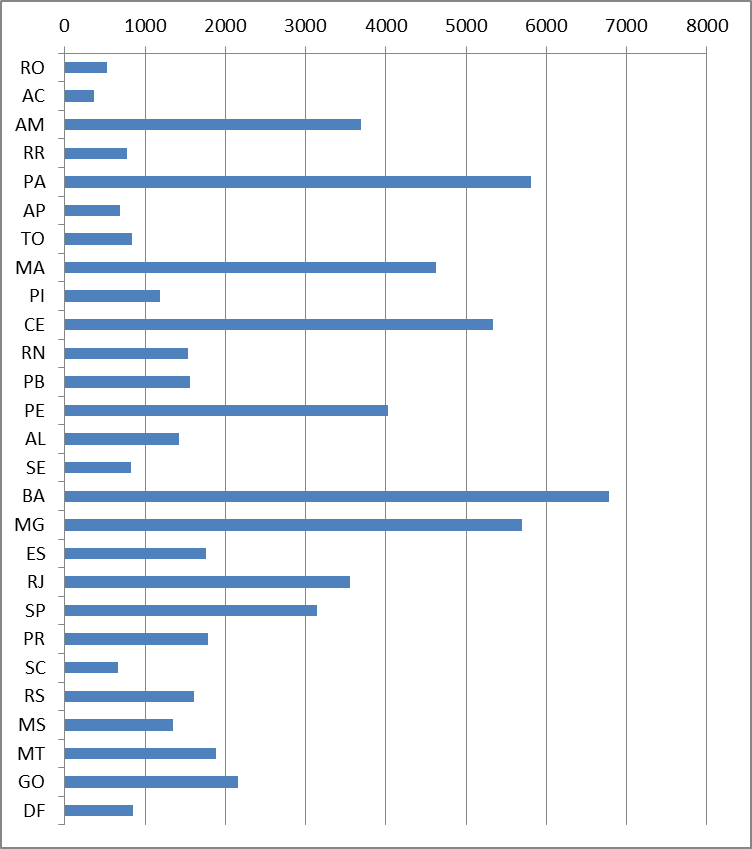 0 1000 2000 3000 4000 5000 6000 7000 8000
RO
AC
AM
RR
PA
AP
TO
MA
PI
CE
RN
PB
PE
AL
SE
BA
MG
ES
RJ
SP
PR
SC
RS
MS
MT
GO
DF